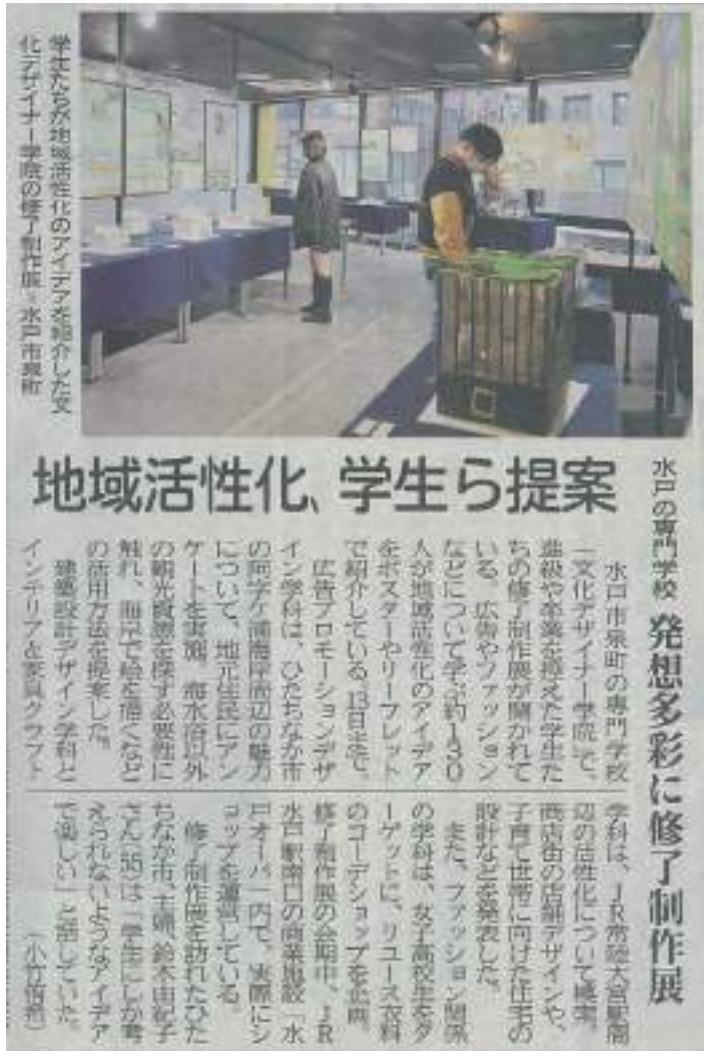 地域活性化、学生ら提案
水戸の専門学校 発想多彩に修了制作展
学生たちが地域活性化のアイデアを紹介した文
化デザイナー学院の修了制作展=水戸市泉町
水戸市泉町の専門学校
「文化デザイナー学院」で、
進級や卒業を控えた学生た
ちの修了制作展が開かれて
いる。広告やファッション
などについて学ぶ約130
人が地域活性化のアイデア
をポスターやリーフレット
で紹介している。13日まで。
広告プロモーションデザ
イン学科は、ひたちなか市
の阿字ケ浦海岸周辺の魅力
について、地元住民にアン
ケートを実施。海水浴以外
の観光資源を探す必要性に
触れ、海岸で絵を描くなど
の活用方法を提案した。
建築設計デザイン学科と
インテリア&家具クラフト
学科は、JR常陸大宮駅周
辺の活性化について模索。
商店街の店舗デザインや、
子育て世帯に向けた住宅の
設計などを発表した。
また、ファッション関係
の学科は、女子高校生をタ
ーゲットに、リユース衣料
のコーデショップを企画。
修了制作展の会期中、JR
水戸駅南口の商業施設「水
戸オーパ」内で、実際にシ
ョップを運営している。
修了制作展を訪れたひた
ちなか市、主婦、鈴木由紀子
さん(55)は「学生にしか考
えられないようなアイデア
で楽しい」と話していた。
(小竹